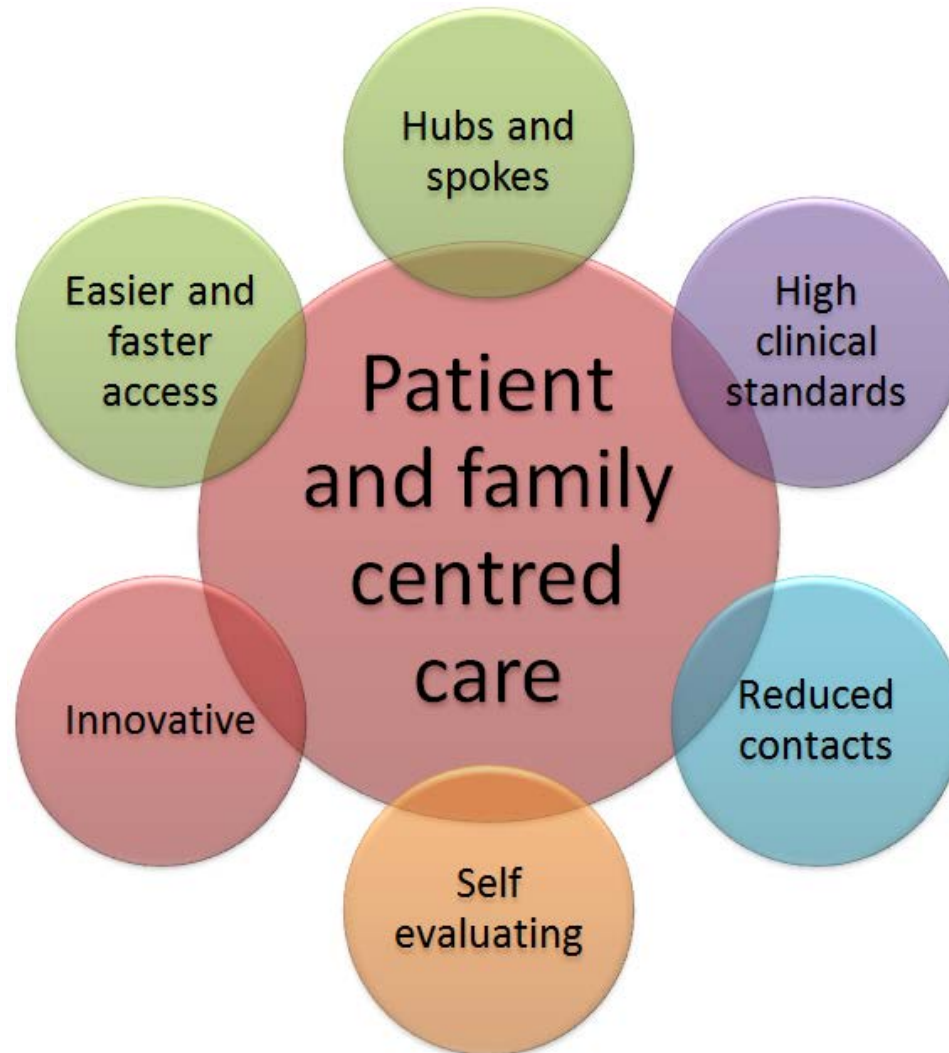 Hubs and
spokes
High
clinical
standards
Reduced
contacts
Self
evaluating
Innovative
Easier and
faster
access
Patient
and family
centred
care